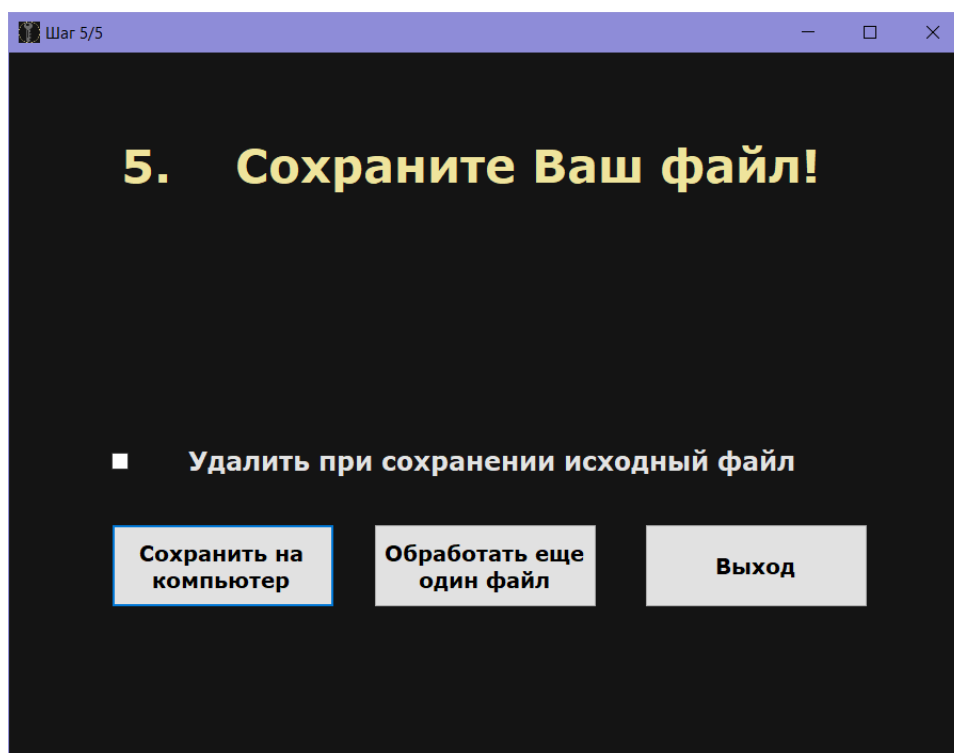 Шаг 5/5
5. Сохраните Ваш файл!
Удалить при сохранении исходный файл
Сохранить на
компьютер
Обработать еще
один файл
Выход